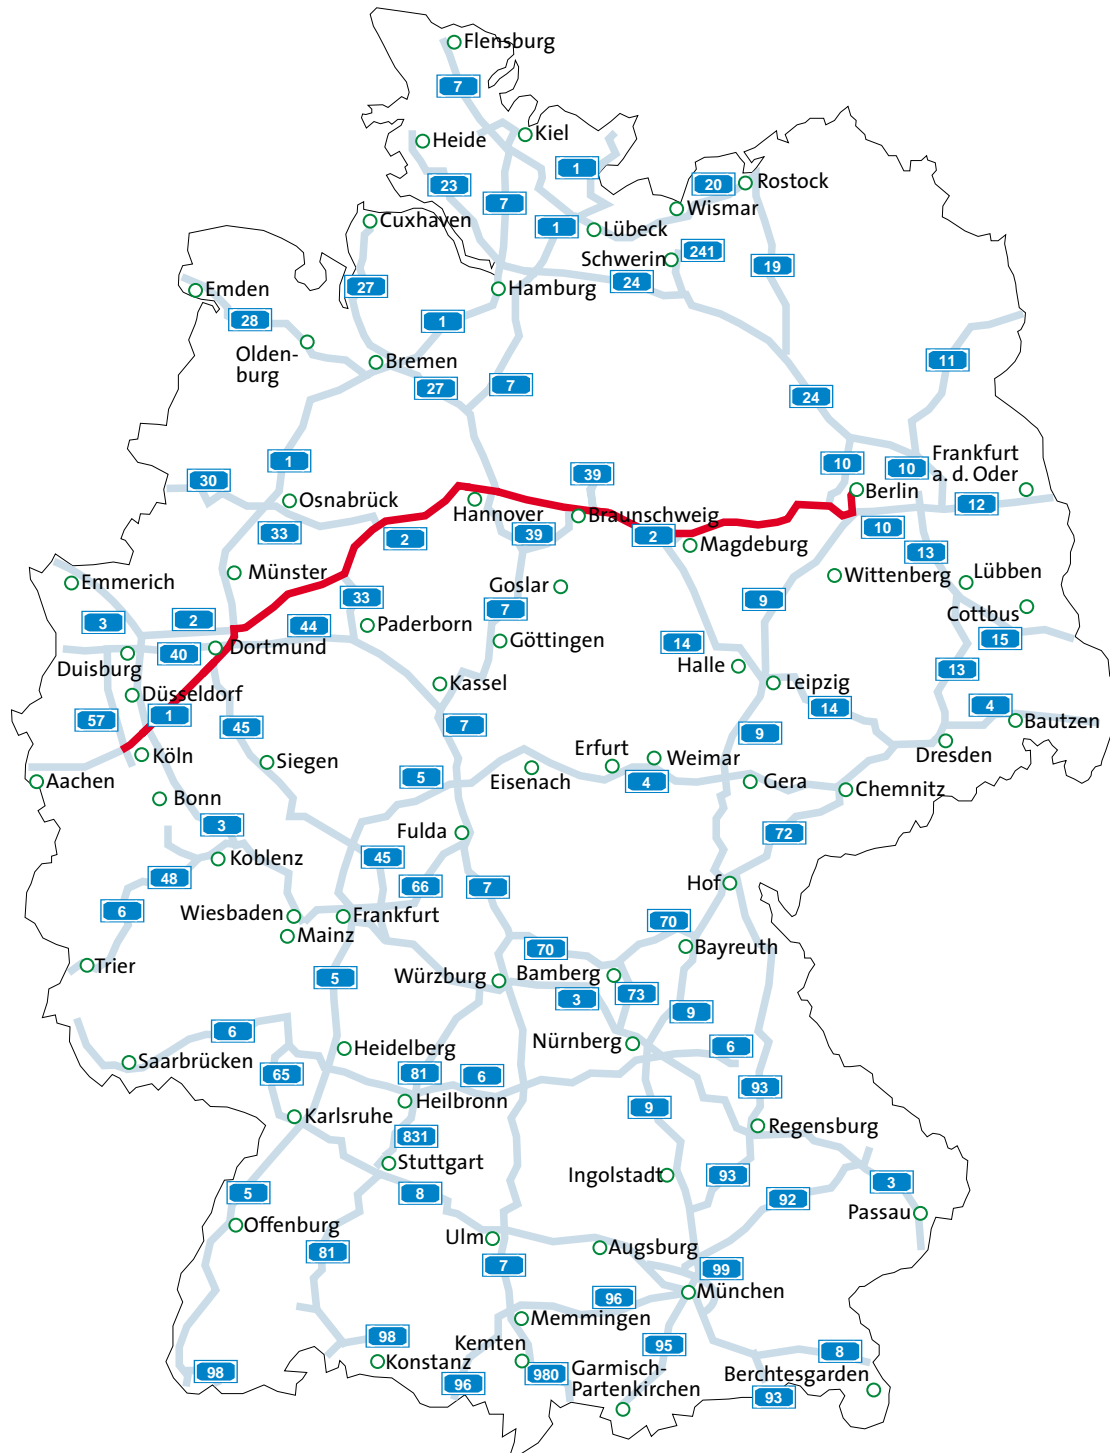 Flensburg
7
Heide
Kiel
1
23
20
Rostock
7
Wismar
Cuxhaven
1
Lübeck
241
Schwerin
19
24
Emden
27
Hamburg
28
1
Olden-
burg
Bremen
11
27
7
24
1
39
10
10
Frankfurt
a. d. Oder
30
Osnabrück
Berlin
12
Hannover
Braunschweig
33
2
39
2
10
Magdeburg
13
Emmerich
Münster
Goslar
Wittenberg
Lübben
33
9
3
2
44
Paderborn
7
Cottbus
15
Göttingen
14
Dortmund
40
Duisburg
Halle
13
Düsseldorf
Kassel
Leipzig
57
1
45
7
14
4
Bautzen
9
Köln
Siegen
Erfurt
Weimar
Dresden
Aachen
5
Eisenach
4
Gera
Chemnitz
Bonn
3
Fulda
72
Koblenz
45
48
66
7
Hof
6
Wiesbaden
Frankfurt
70
Mainz
70
Bayreuth
Trier
5
Würzburg
Bamberg
73
3
9
6
Nürnberg
6
Saarbrücken
Heidelberg
65
81
6
93
Karlsruhe
Heilbronn
9
831
Regensburg
Stuttgart
Ingolstadt
93
5
8
92
3
Offenburg
Passau
Ulm
81
Augsburg
7
99
96
München
Memmingen
98
95
8
Kemten
98
Konstanz
96
980
Garmisch-
Partenkirchen
Berchtesgarden
93